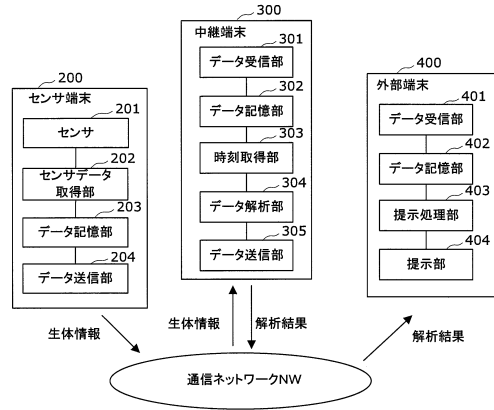 200
センサ端末
201
センサ
202
センサデータ
取得部
203
データ記憶部
204
データ送信部
300
中継端末
301
データ受信部
302
データ記憶部
303
時刻取得部
304
データ解析部
305
データ送信部
400
外部端末
401
データ受信部
402
データ記憶部
403
提示処理部
404
提示部
生体情報
生体情報
解析結果
解析結果
通信ネットワークNW